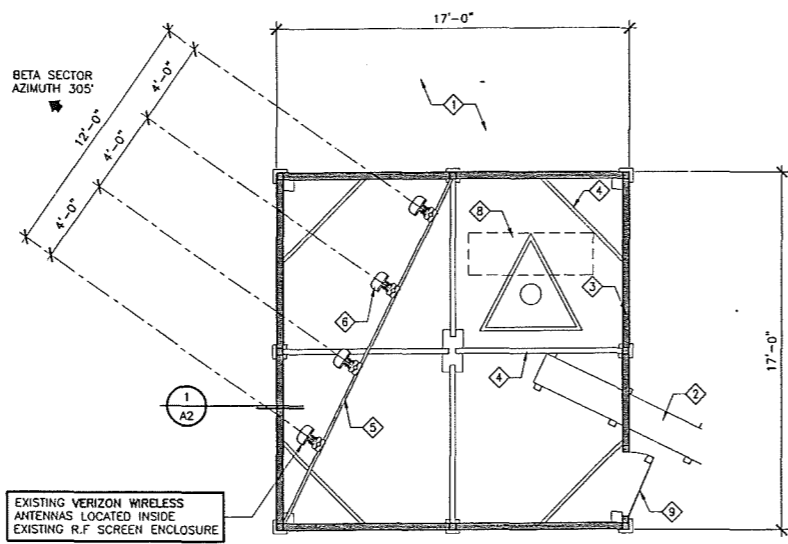 17'-0"
BETA SECTOR
AZIMUTH 305'
4'-0"
12'-0"
4'-0"
4'-0"
1
4
8
3
6
17'-0"
4
2
1
A2
5
9
EXISTING VERIZON WIRELESS
ANTENNAS LOCATED INSIDE
EXISTING R.F SCREEN ENCLOSURE